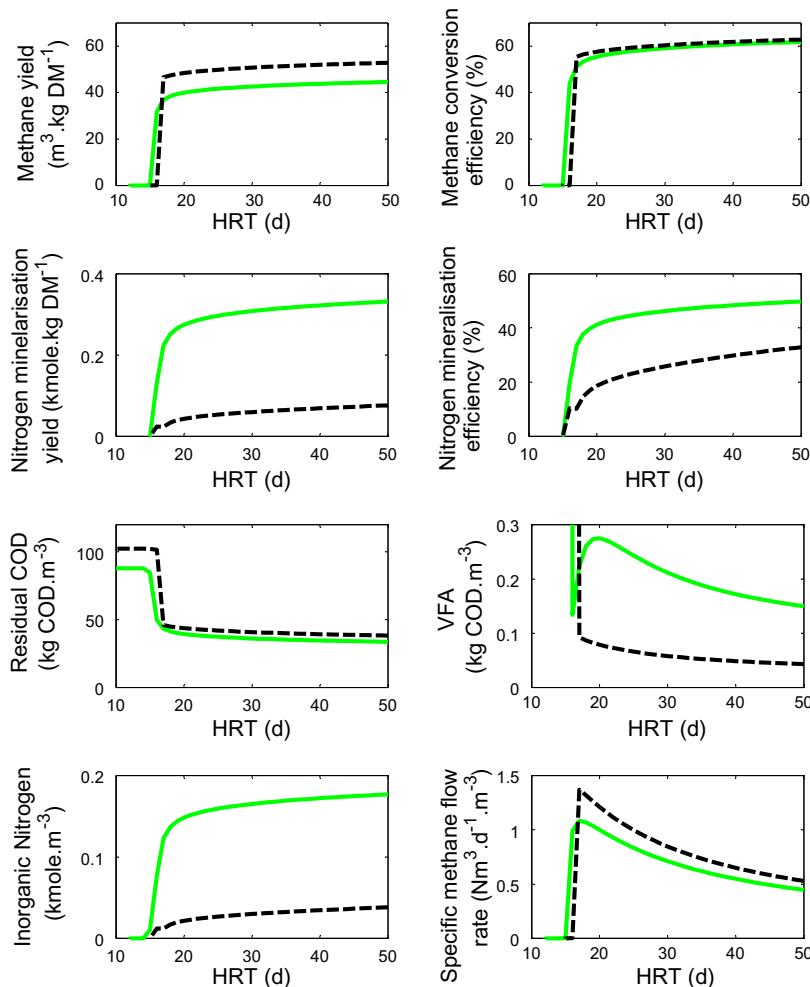 Methane yield
(m³.kg DM⁻¹)
60
40
20
0
10 20 30 40 50
HRT (d)
Methane conversion
efficiency (%)
60
40
20
0
10 20 30 40 50
HRT (d)
Nitrogen minelarisation
yield (kmole.kg DM⁻¹)
0.4
0.2
0
10 20 30 40 50
HRT (d)
Nitrogen mineralisation
efficiency (%)
60
40
20
0
10 20 30 40 50
HRT (d)
Residual COD
(kg COD.m⁻³)
100
50
0
10 20 30 40 50
HRT (d)
VFA
(kg COD.m⁻³)
0.3
0.2
0.1
0
10 20 30 40 50
HRT (d)
Inorganic Nitrogen
(kmole.m⁻³)
0.2
0.1
0
10 20 30 40 50
HRT (d)
Specific methane flow
rate (Nm³.d⁻¹.m⁻³)
1.5
1
0.5
0
10 20 30 40 50
HRT (d)